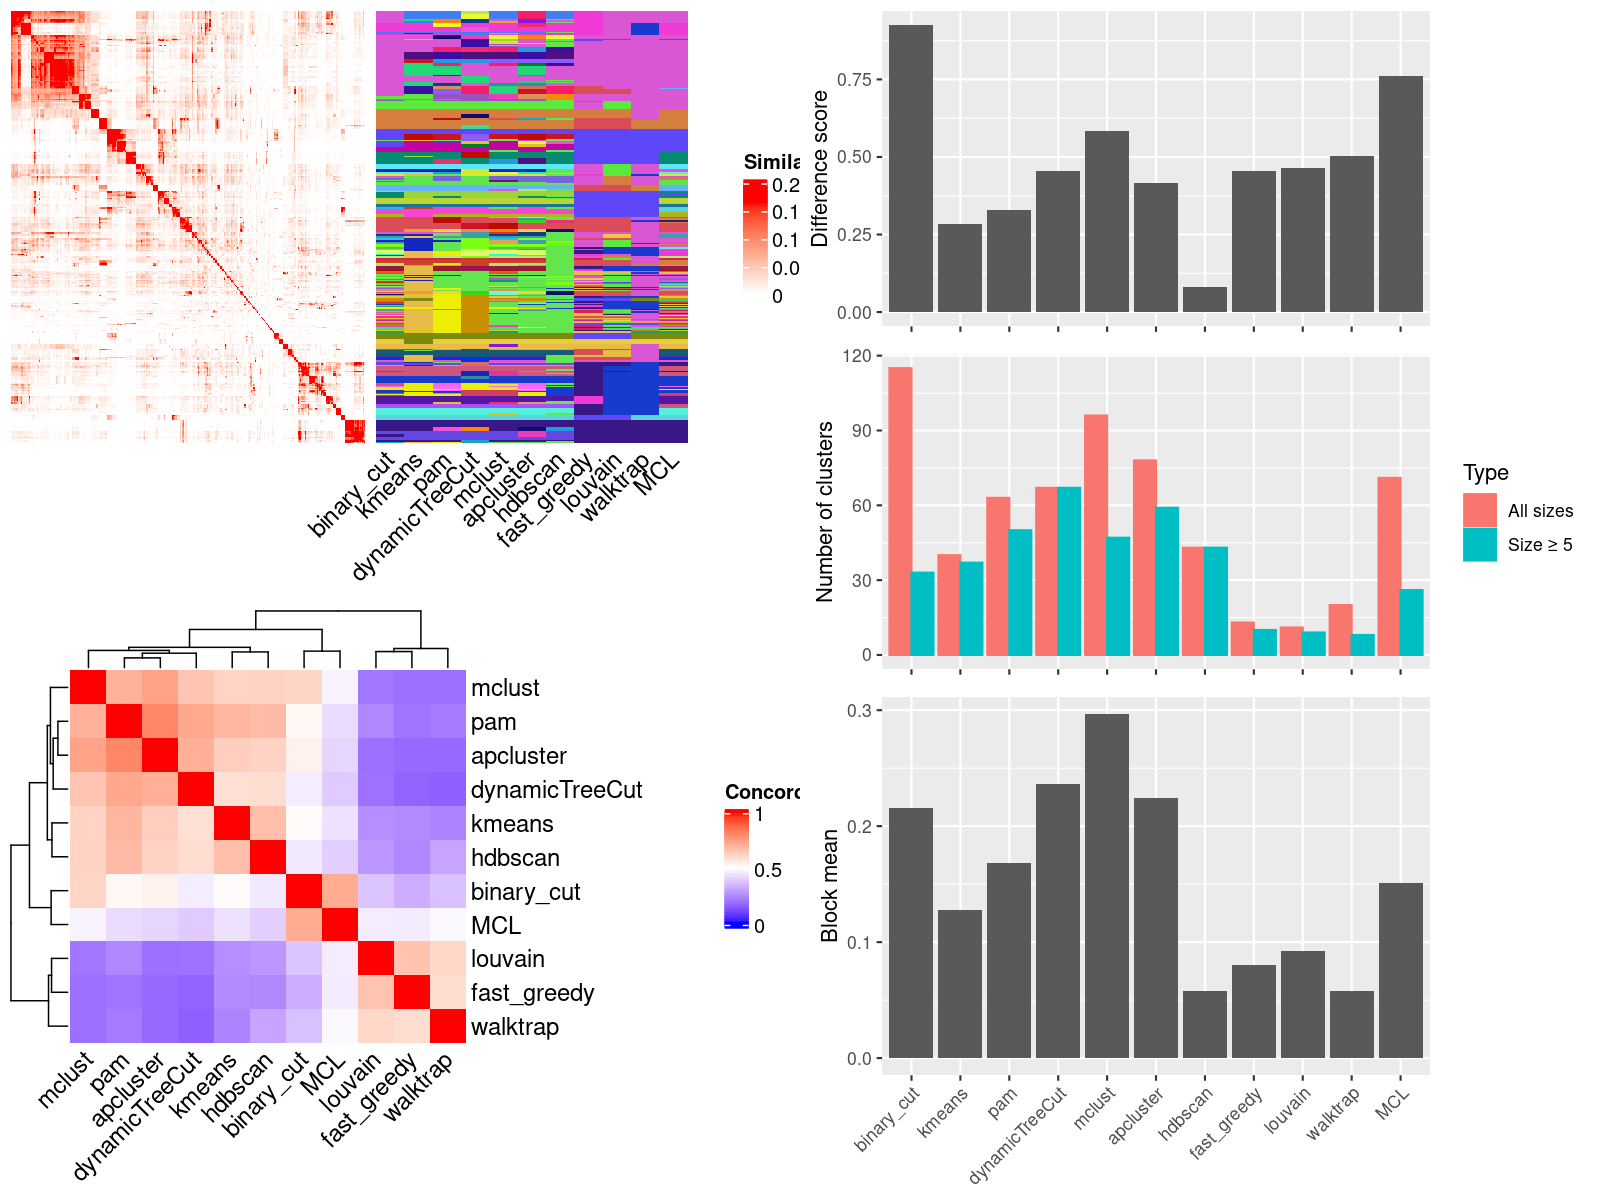 Simila
0.2
0.1
0.1
0.0
0
binary_cut
kmeans
pam
dynamicTreeCut
mclust
apcluster
hdbscan
fast_greedy
louvain
walktrap
MCL
mclust
pam
apcluster
dynamicTreeCut
kmeans
hdbscan
binary_cut
MCL
louvain
fast_greedy
walktrap
mclust
pam
apcluster
dynamicTreeCut
kmeans
hdbscan
binary_cut
MCL
louvain
fast_greedy
walktrap
Concord
1
0.5
0
Difference score
0.75
0.50
0.25
0.00
Number of clusters
120
90
60
30
0
Type
All sizes
Size ≥ 5
Block mean
0.3
0.2
0.1
0.0
binary_cut
kmeans
pam
dynamicTreeCut
mclust
apcluster
hdbscan
fast_greedy
louvain
walktrap
MCL